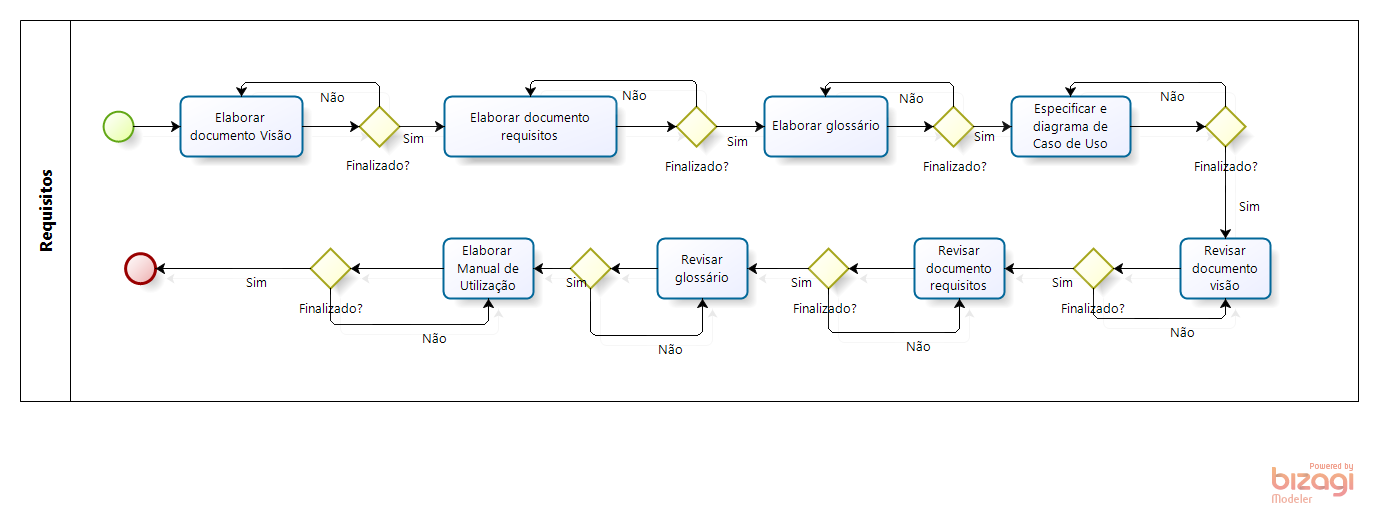 Requisitos
Elaborar
documento Visão
Não
Sim
Finalizado?
Elaborar documento
requisitos
Não
Sim
Finalizado?
Elaborar glossário
Não
Sim
Finalizado?
Especificar e
diagrama de
Caso de Uso
Não
Finalizado?
Sim
Revisar
documento
visão
Sim
Finalizado?
Não
Revisar
documento
requisitos
Sim
Finalizado?
Não
Revisar
glossário
Sim
Não
Elaborar
Manual de
Utilização
Sim
Finalizado?
Não
Powered by
bizagi
Modeler